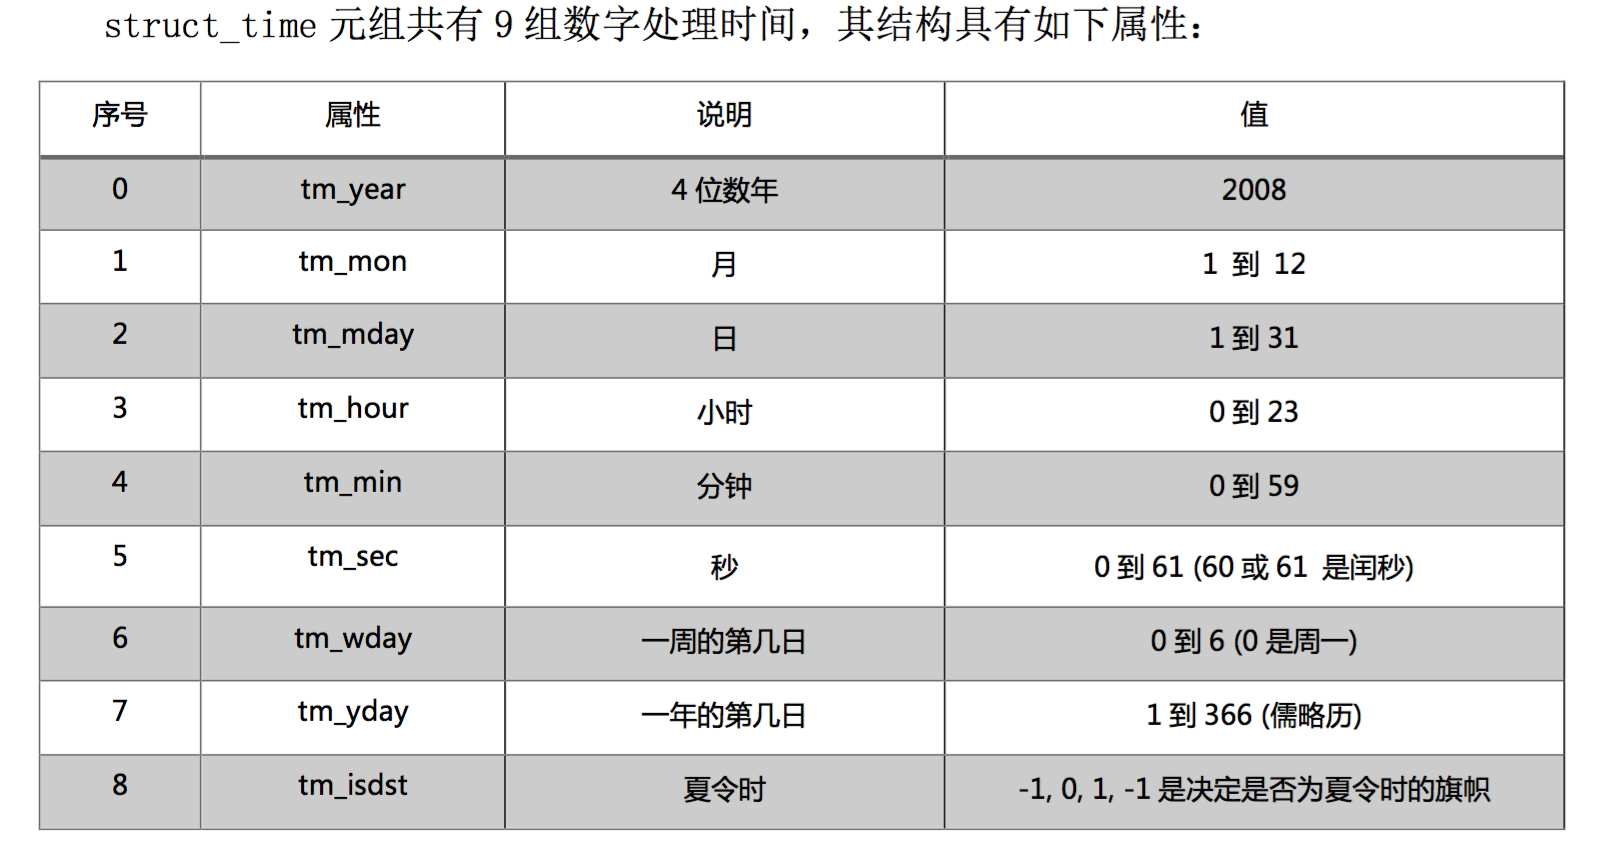 struct_time 元组共有 9 组数字处理时间，其结构具有如下属性：
序号 属性 说明 值
0 tm_year 4 位数年 2008
1 tm_mon 月 1 到 12
2 tm_mday 日 1 到 31
3 tm_hour 小时 0 到 23
4 tm_min 分钟 0 到 59
5 tm_sec 秒 0 到 61 (60 或 61 是闰秒)
6 tm_wday 一周的第几日 0 到 6 (0 是周一)
7 tm_yday 一年的第几日 1 到 366 (儒略历)
8 tm_isdst 夏令时 -1, 0, 1, -1 是决定是否为夏令时的旗帜